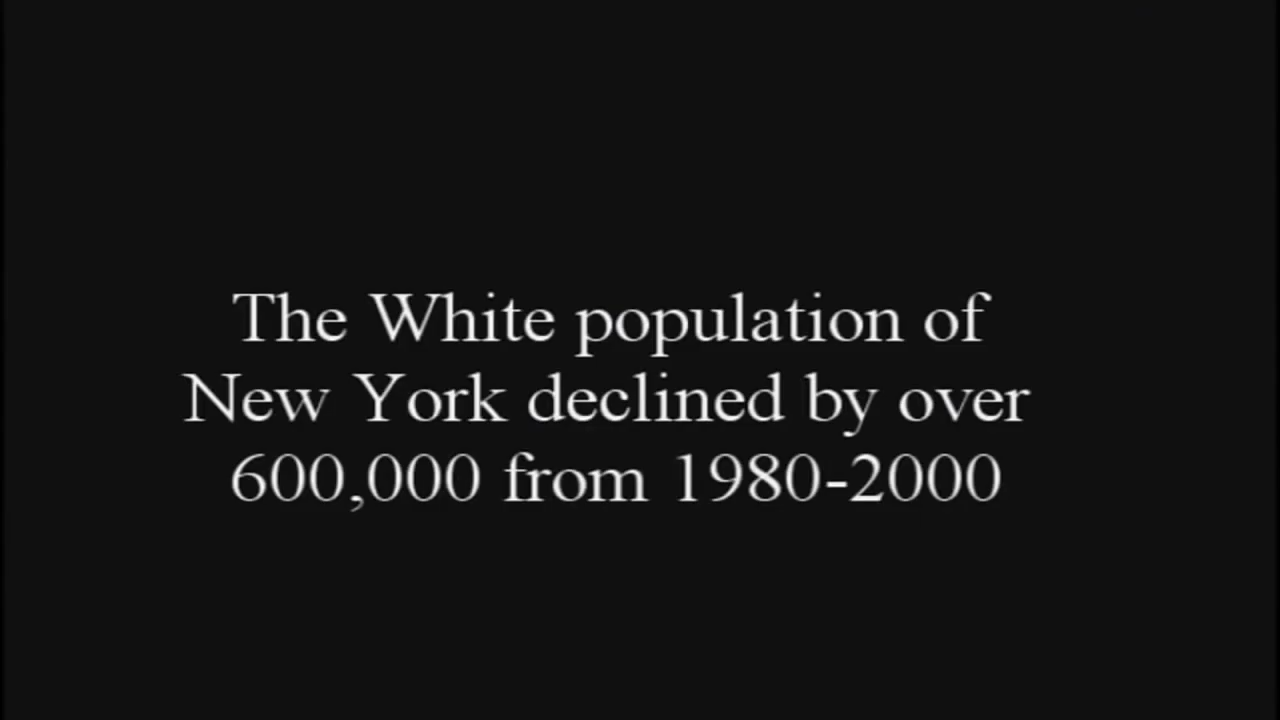 The White population of
New York declined by over
600,000 from 1980-2000